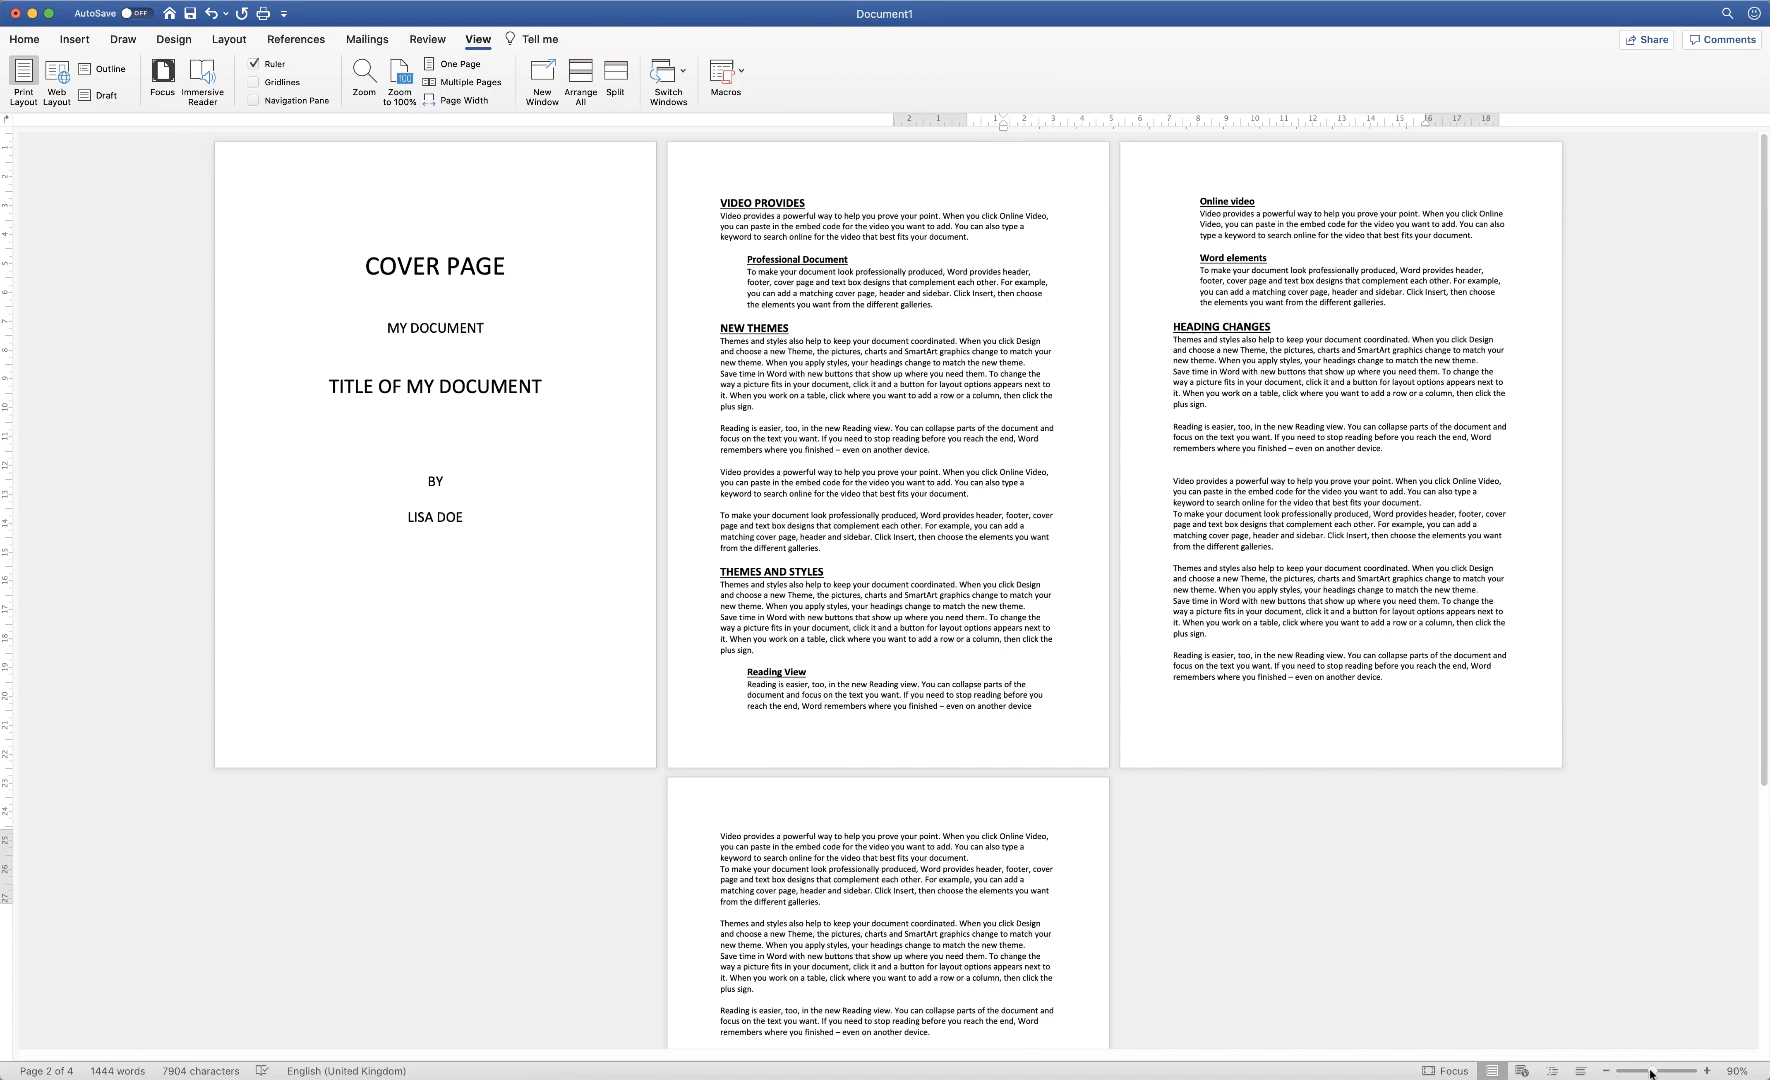 AutoSave OFF Document1
Home Insert Draw Design Layout References Mailings Review View Tell me Share Comments
Print Layout
Web Layout
Outline
Draft
Focus
Immersive Reader
Ruler
Gridlines
Navigation Pane
Zoom
100
Zoom to 100%
One Page
Multiple Pages
Page Width
New Window
Arrange All
Split
Switch Windows
Macros
2 1 1 2 3 4 5 6 7 8 9 10 11 12 13 14 15 16 17 18
1
2
3
4
5
6
7
8
9
10
11
12
13
14
15
16
17
18
19
20
21
22
23
24
25
26
27
COVER PAGE
MY DOCUMENT
TITLE OF MY DOCUMENT
BY
LISA DOE
VIDEO PROVIDES
Video provides a powerful way to help you prove your point. When you click Online Video,
you can paste in the embed code for the video you want to add. You can also type a
keyword to search online for the video that best fits your document.
Professional Document
To make your document look professionally produced, Word provides header,
footer, cover page and text box designs that complement each other. For example,
you can add a matching cover page, header and sidebar. Click Insert, then choose
the elements you want from the different galleries.
NEW THEMES
Themes and styles also help to keep your document coordinated. When you click Design
and choose a new Theme, the pictures, charts and SmartArt graphics change to match your
new theme. When you apply styles, your headings change to match the new theme.
Save time in Word with new buttons that show up where you need them. To change the
way a picture fits in your document, click it and a button for layout options appears next to
it. When you work on a table, click where you want to add a row or a column, then click the
plus sign.
Reading is easier, too, in the new Reading view. You can collapse parts of the document and
focus on the text you want. If you need to stop reading before you reach the end, Word
remembers where you finished – even on another device.
Video provides a powerful way to help you prove your point. When you click Online Video,
you can paste in the embed code for the video you want to add. You can also type a
keyword to search online for the video that best fits your document.
To make your document look professionally produced, Word provides header, footer, cover
page and text box designs that complement each other. For example, you can add a
matching cover page, header and sidebar. Click Insert, then choose the elements you want
from the different galleries.
THEMES AND STYLES
Themes and styles also help to keep your document coordinated. When you click Design
and choose a new Theme, the pictures, charts and SmartArt graphics change to match your
new theme. When you apply styles, your headings change to match the new theme.
Save time in Word with new buttons that show up where you need them. To change the
way a picture fits in your document, click it and a button for layout options appears next to
it. When you work on a table, click where you want to add a row or a column, then click the
plus sign.
Reading View
Reading is easier, too, in the new Reading view. You can collapse parts of the
document and focus on the text you want. If you need to stop reading before you
reach the end, Word remembers where you finished – even on another device
Online video
Video provides a powerful way to help you prove your point. When you click Online
Video, you can paste in the embed code for the video you want to add. You can also
type a keyword to search online for the video that best fits your document.
Word elements
To make your document look professionally produced, Word provides header,
footer, cover page and text box designs that complement each other. For example,
you can add a matching cover page, header and sidebar. Click Insert, then choose
the elements you want from the different galleries.
HEADING CHANGES
Themes and styles also help to keep your document coordinated. When you click Design
and choose a new Theme, the pictures, charts and SmartArt graphics change to match your
new theme. When you apply styles, your headings change to match the new theme.
Save time in Word with new buttons that show up where you need them. To change the
way a picture fits in your document, click it and a button for layout options appears next to
it. When you work on a table, click where you want to add a row or a column, then click the
plus sign.
Reading is easier, too, in the new Reading view. You can collapse parts of the document and
focus on the text you want. If you need to stop reading before you reach the end, Word
remembers where you finished – even on another device.
Video provides a powerful way to help you prove your point. When you click Online Video,
you can paste in the embed code for the video you want to add. You can also type a
keyword to search online for the video that best fits your document.
To make your document look professionally produced, Word provides header, footer, cover
page and text box designs that complement each other. For example, you can add a
matching cover page, header and sidebar. Click Insert, then choose the elements you want
from the different galleries.
Themes and styles also help to keep your document coordinated. When you click Design
and choose a new Theme, the pictures, charts and SmartArt graphics change to match your
new theme. When you apply styles, your headings change to match the new theme.
Save time in Word with new buttons that show up where you need them. To change the
way a picture fits in your document, click it and a button for layout options appears next to
it. When you work on a table, click where you want to add a row or a column, then click the
plus sign.
Reading is easier, too, in the new Reading view. You can collapse parts of the document and
focus on the text you want. If you need to stop reading before you reach the end, Word
remembers where you finished – even on another device.
Video provides a powerful way to help you prove your point. When you click Online Video,
you can paste in the embed code for the video you want to add. You can also type a
keyword to search online for the video that best fits your document.
To make your document look professionally produced, Word provides header, footer, cover
page and text box designs that complement each other. For example, you can add a
matching cover page, header and sidebar. Click Insert, then choose the elements you want
from the different galleries.
Themes and styles also help to keep your document coordinated. When you click Design
and choose a new Theme, the pictures, charts and SmartArt graphics change to match your
new theme. When you apply styles, your headings change to match the new theme.
Save time in Word with new buttons that show up where you need them. To change the
way a picture fits in your document, click it and a button for layout options appears next to
it. When you work on a table, click where you want to add a row or a column, then click the
plus sign.
Reading is easier, too, in the new Reading view. You can collapse parts of the document and
focus on the text you want. If you need to stop reading before you reach the end, Word
remembers where you finished – even on another device.
Page 2 of 4 1444 words 7904 characters English (United Kingdom) Focus 90%